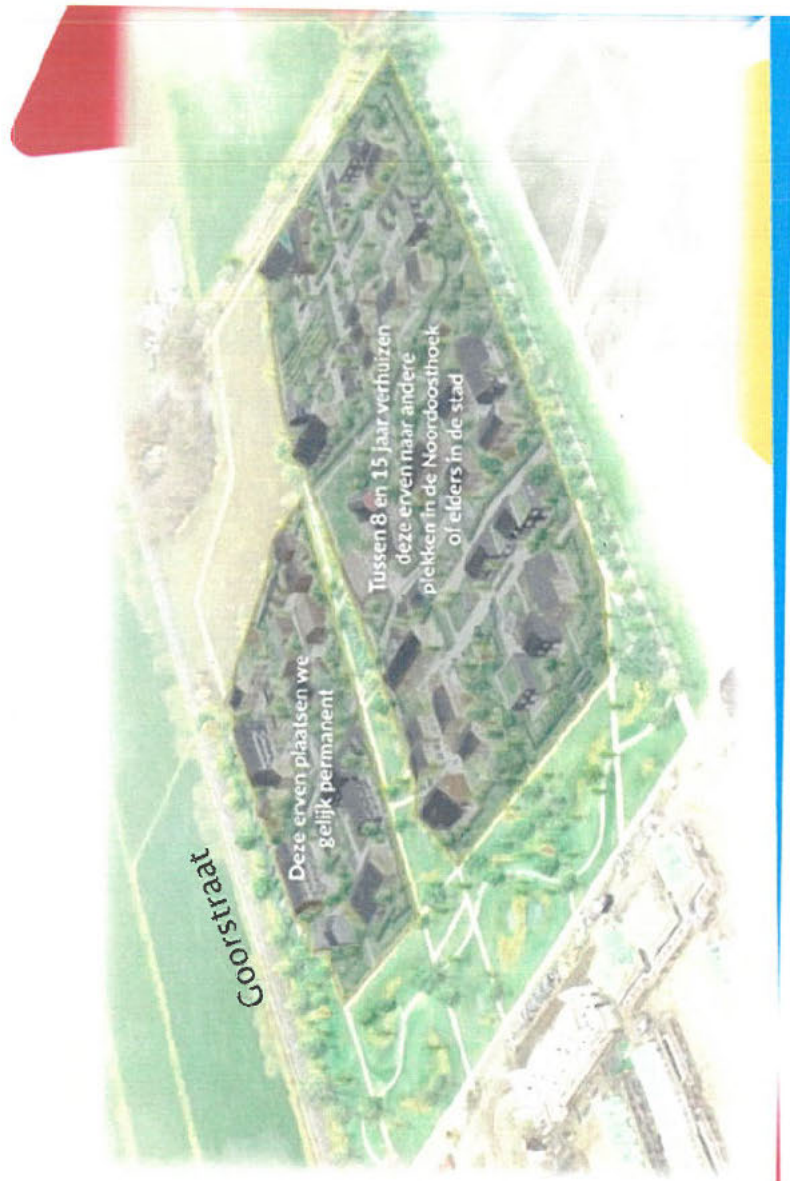 Goorstraat
Deze erven plaatsen we
gelijk permanent
Tussen 8 en 15 jaar verhuizen
deze erven naar andere
plekken in de Noordoosthoek
of elders in de stad